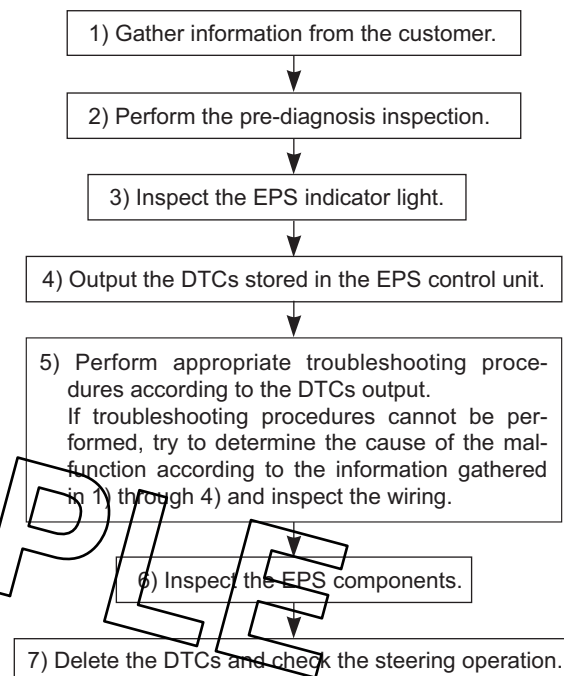 1) Gather information from the customer.
2) Perform the pre-diagnosis inspection.
3) Inspect the EPS indicator light.
4) Output the DTCs stored in the EPS control unit.
5) Perform appropriate troubleshooting proce-
dures according to the DTCs output.
If troubleshooting procedures cannot be per-
formed, try to determine the cause of the mal-
function according to the information gathered
in 1) through 4) and inspect the wiring.
6) Inspect the EPS components.
7) Delete the DTCs and check the steering operation.
PLE